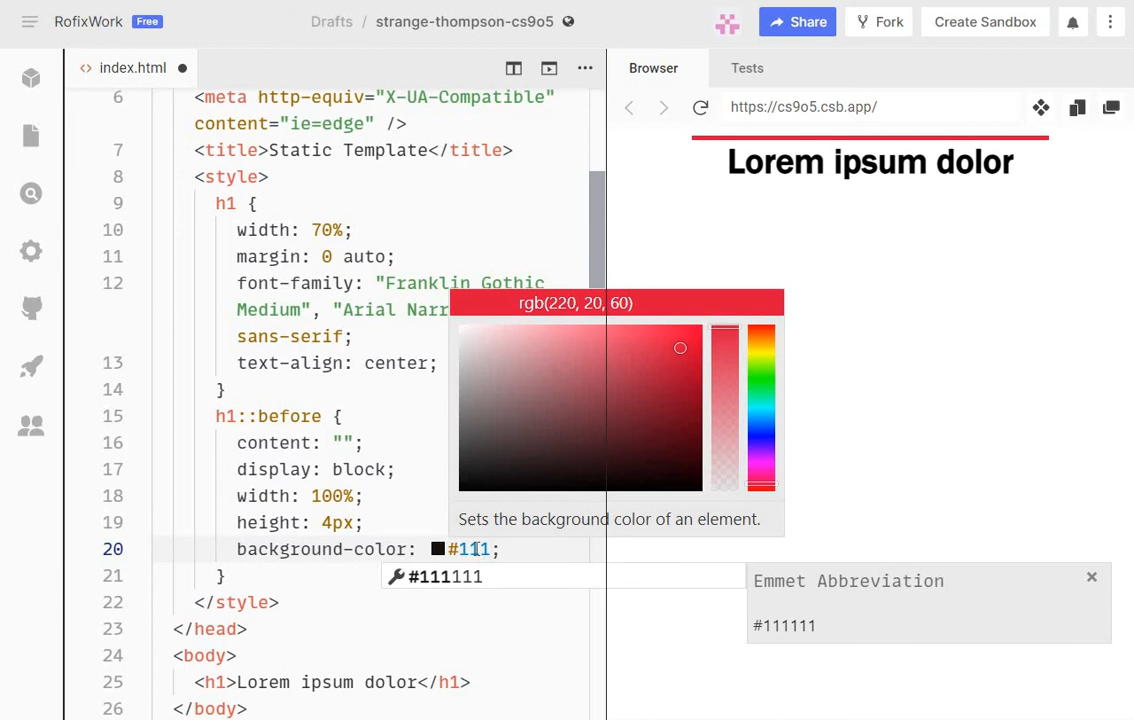 RofixWork Free Drafts / strange-thompson-cs9o5 Share Fork Create Sandbox
<> index.html
Browser Tests
https://cs9o5.csb.app/
6 <meta http-equiv="X-UA-Compatible"
content="ie=edge" />
7 <title>Static Template</title>
8 <style>
9 h1 {
10 width: 70%;
11 margin: 0 auto;
12 font-family: "Franklin Gothic
Medium", "Arial Narr
sans-serif;
13 text-align: center;
14 }
15 h1::before {
16 content: "";
17 display: block;
18 width: 100%;
19 height: 4px;
20 background-color: #111;
21 }
22 </style>
23 </head>
24 <body>
25 <h1>Lorem ipsum dolor</h1>
26 </body>
rgb(220, 20, 60)
Sets the background color of an element.
#111111
Emmet Abbreviation
#111111
Lorem ipsum dolor